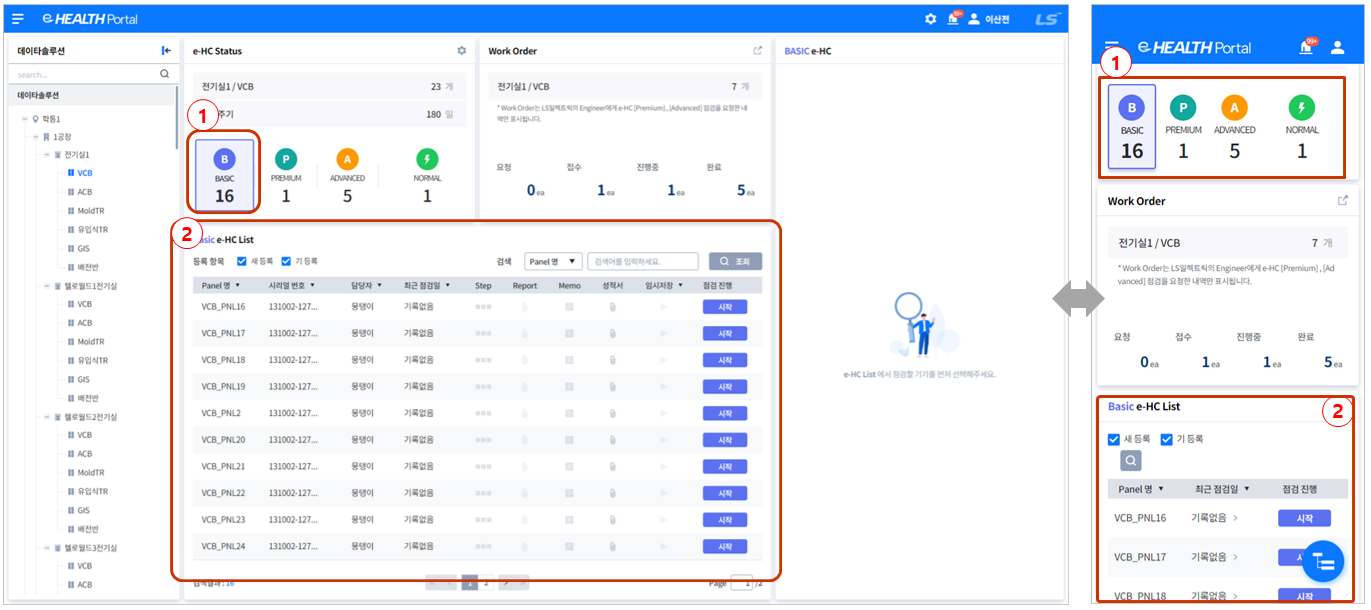 e-HEALTH Portal
99+
이산전
LS
데이타솔루션
search...
데이타솔루션
학동1
1공장
전기실1
VCB
ACB
MoldTR
유입식TR
GIS
배전반
헬로월드1전기실
VCB
ACB
MoldTR
유입식TR
GIS
배전반
헬로월드2전기실
VCB
ACB
MoldTR
유입식TR
GIS
배전반
헬로월드3전기실
VCB
ACB
e-HC Status
전기실1 / VCB 23 개
주기 180 일
1
B P A
BASIC PREMIUM ADVANCED NORMAL
16 1 5 1
Work Order
전기실1 / VCB 7 개
* Work Order는 LS일렉트릭의 Engineer에게 e-HC [Premium] , [Advanced] 점검을 요청한 내
역만 표시됩니다.
요청 접수 진행중 완료
0 ea 1 ea 1 ea 5 ea
2
Basic e-HC List
등록 항목 새 등록 기 등록 검색 Panel 명 ▼ 검색어를 입력하세요. 조회
Panel 명 ▼ 시리얼 번호 ▼ 담당자 ▼ 최근 점검일 ▼ Step Report Memo 성적서 임시저장 ▼ 점검 진행
VCB_PNL16 131002-127... 몽댕이 기록없음 시작
VCB_PNL17 131002-127... 몽댕이 기록없음 시작
VCB_PNL18 131002-127... 몽댕이 기록없음 시작
VCB_PNL19 131002-127... 몽댕이 기록없음 시작
VCB_PNL2 131002-127... 몽댕이 기록없음 시작
VCB_PNL20 131002-127... 몽댕이 기록없음 시작
VCB_PNL21 131002-127... 몽댕이 기록없음 시작
VCB_PNL22 131002-127... 몽댕이 기록없음 시작
VCB_PNL23 131002-127... 몽댕이 기록없음 시작
VCB_PNL24 131002-127... 몽댕이 기록없음 시작
검색결과 : 16 « < 1 2 > » Page 1 /2
BASIC e-HC
e-HC List 에서 점검할 기기를 먼저 선택해주세요.
e-HEALTH Portal
99+
1
B P A
BASIC PREMIUM ADVANCED NORMAL
16 1 5 1
Work Order
전기실1 / VCB 7 개
* Work Order는 LS일렉트릭의 Engineer에게 e-HC [Premium] , [Ad
vanced] 점검을 요청한 내역만 표시됩니다.
요청 접수 진행중 완료
0 ea 1 ea 1 ea 5 ea
2
Basic e-HC List
새 등록 기 등록
Panel 명 ▼ 최근 점검일 ▼ 점검 진행
VCB_PNL16 기록없음 > 시작
VCB_PNL17 기록없음 >
VCB_PNL18 기록없음 > 시작